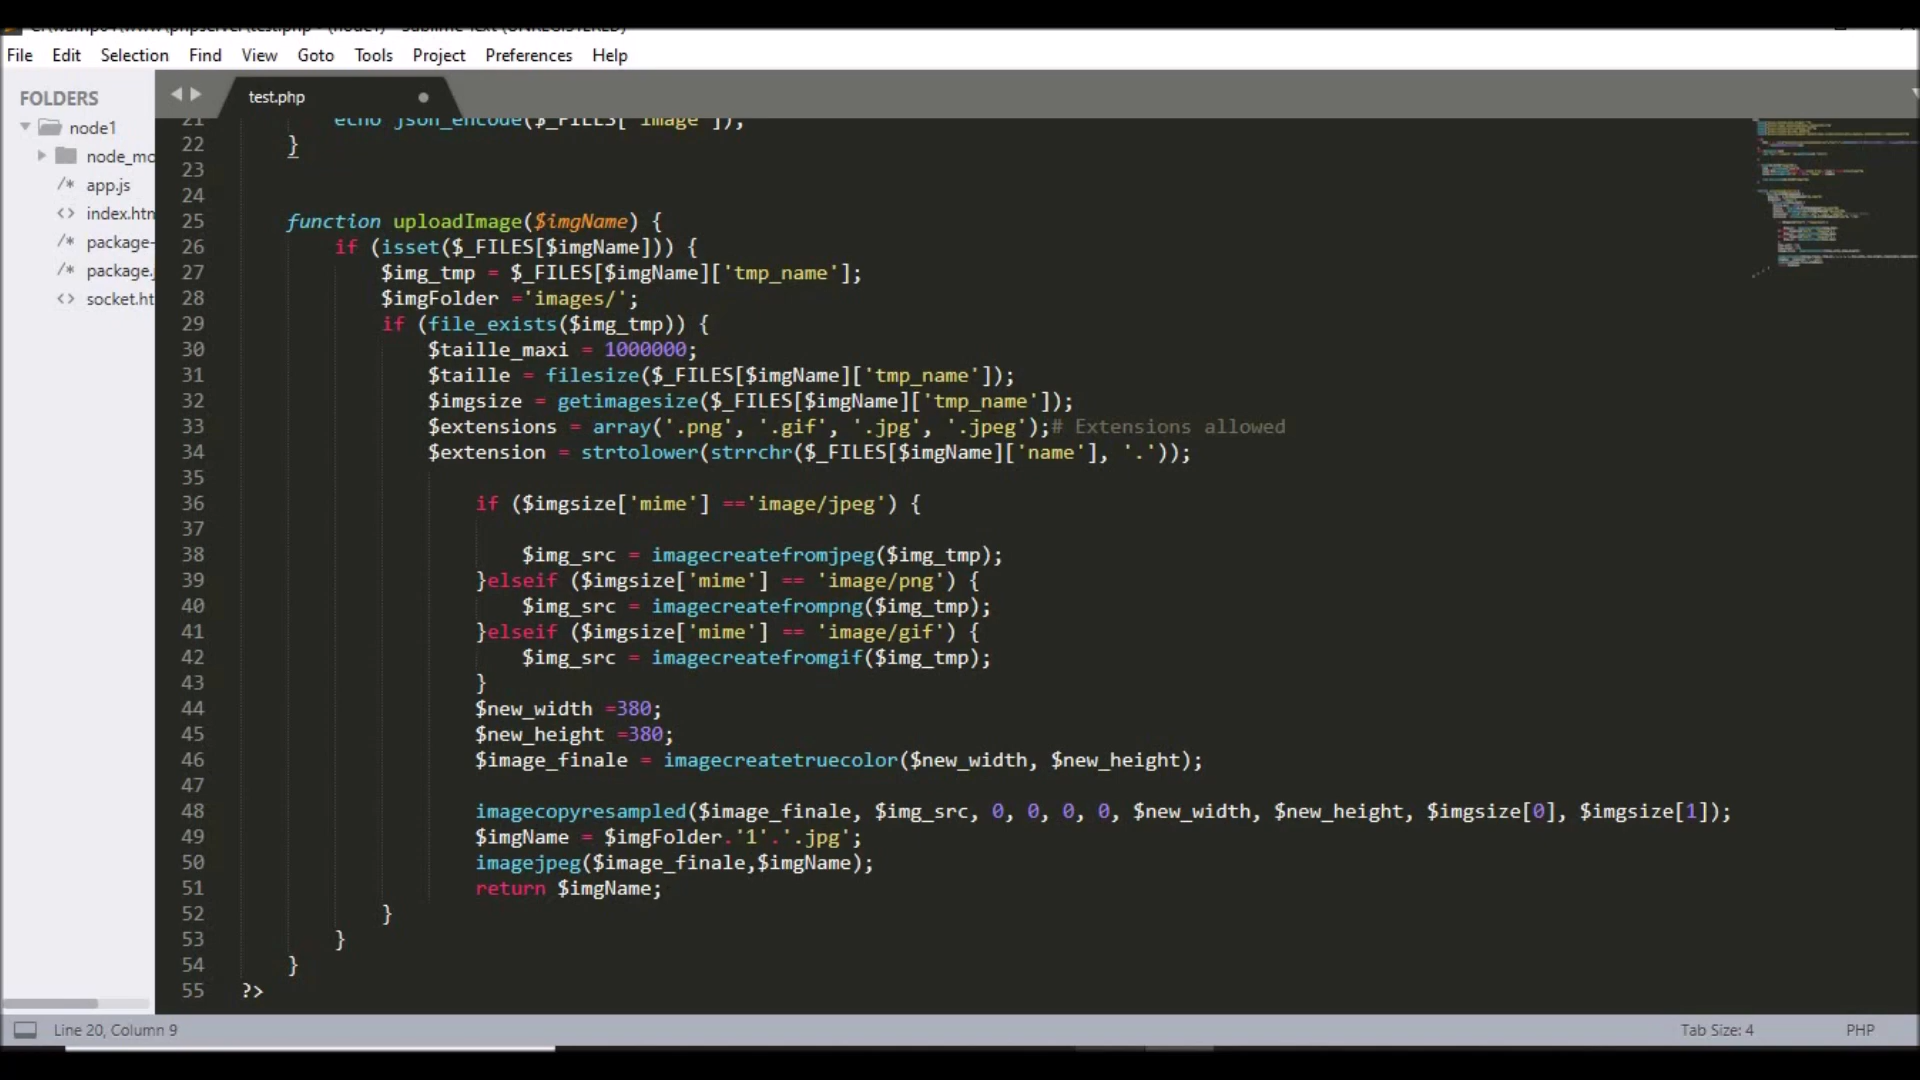 File Edit Selection Find View Goto Tools Project Preferences Help
FOLDERS
node1
node_mo
app.js
index.htm
package-
package.
socket.ht
test.php
21 echo json_encode($_FILES['image']);
22 }
23
24
25 function uploadImage($imgName) {
26 if (isset($_FILES[$imgName])) {
27 $img_tmp = $_FILES[$imgName]['tmp_name'];
28 $imgFolder ='images/';
29 if (file_exists($img_tmp)) {
30 $taille_maxi = 1000000;
31 $taille = filesize($_FILES[$imgName]['tmp_name']);
32 $imgsize = getimagesize($_FILES[$imgName]['tmp_name']);
33 $extensions = array('.png', '.gif', '.jpg', '.jpeg');# Extensions allowed
34 $extension = strtolower(strrchr($_FILES[$imgName]['name'], '.'));
35
36 if ($imgsize['mime'] =='image/jpeg') {
37
38 $img_src = imagecreatefromjpeg($img_tmp);
39 }elseif ($imgsize['mime'] == 'image/png') {
40 $img_src = imagecreatefrompng($img_tmp);
41 }elseif ($imgsize['mime'] == 'image/gif') {
42 $img_src = imagecreatefromgif($img_tmp);
43 }
44 $new_width =380;
45 $new_height =380;
46 $image_finale = imagecreatetruecolor($new_width, $new_height);
47
48 imagecopyresampled($image_finale, $img_src, 0, 0, 0, 0, $new_width, $new_height, $imgsize[0], $imgsize[1]);
49 $imgName = $imgFolder.'1'.'.jpg';
50 imagejpeg($image_finale,$imgName);
51 return $imgName;
52 }
53 }
54 }
55 ?>
Line 20, Column 9
Tab Size: 4
PHP